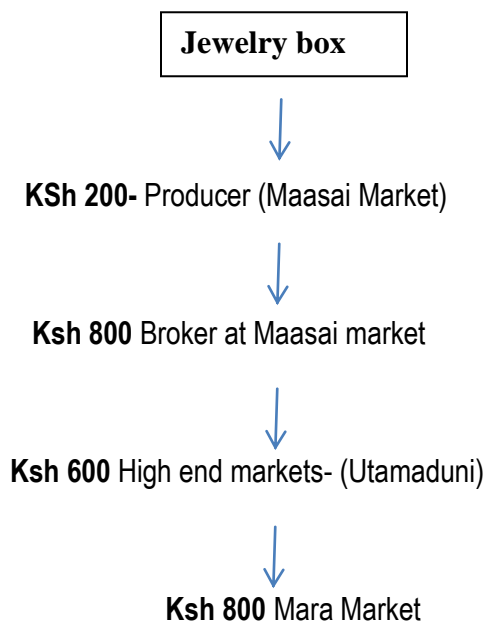 Jewelry box
KSh 200- Producer (Maasai Market)
Ksh 800 Broker at Maasai market
Ksh 600 High end markets- (Utamaduni)
Ksh 800 Mara Market